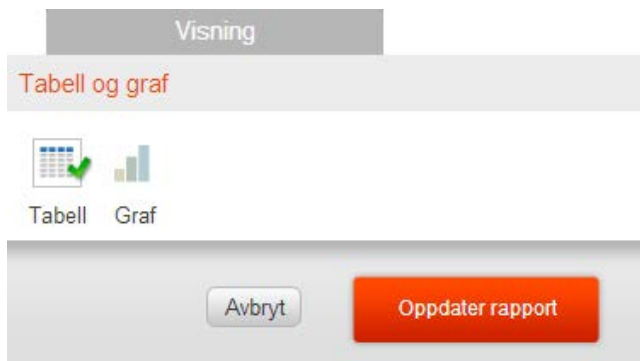 Visning
Tabell og graf
Tabell Graf
Avbryt Oppdater rapport